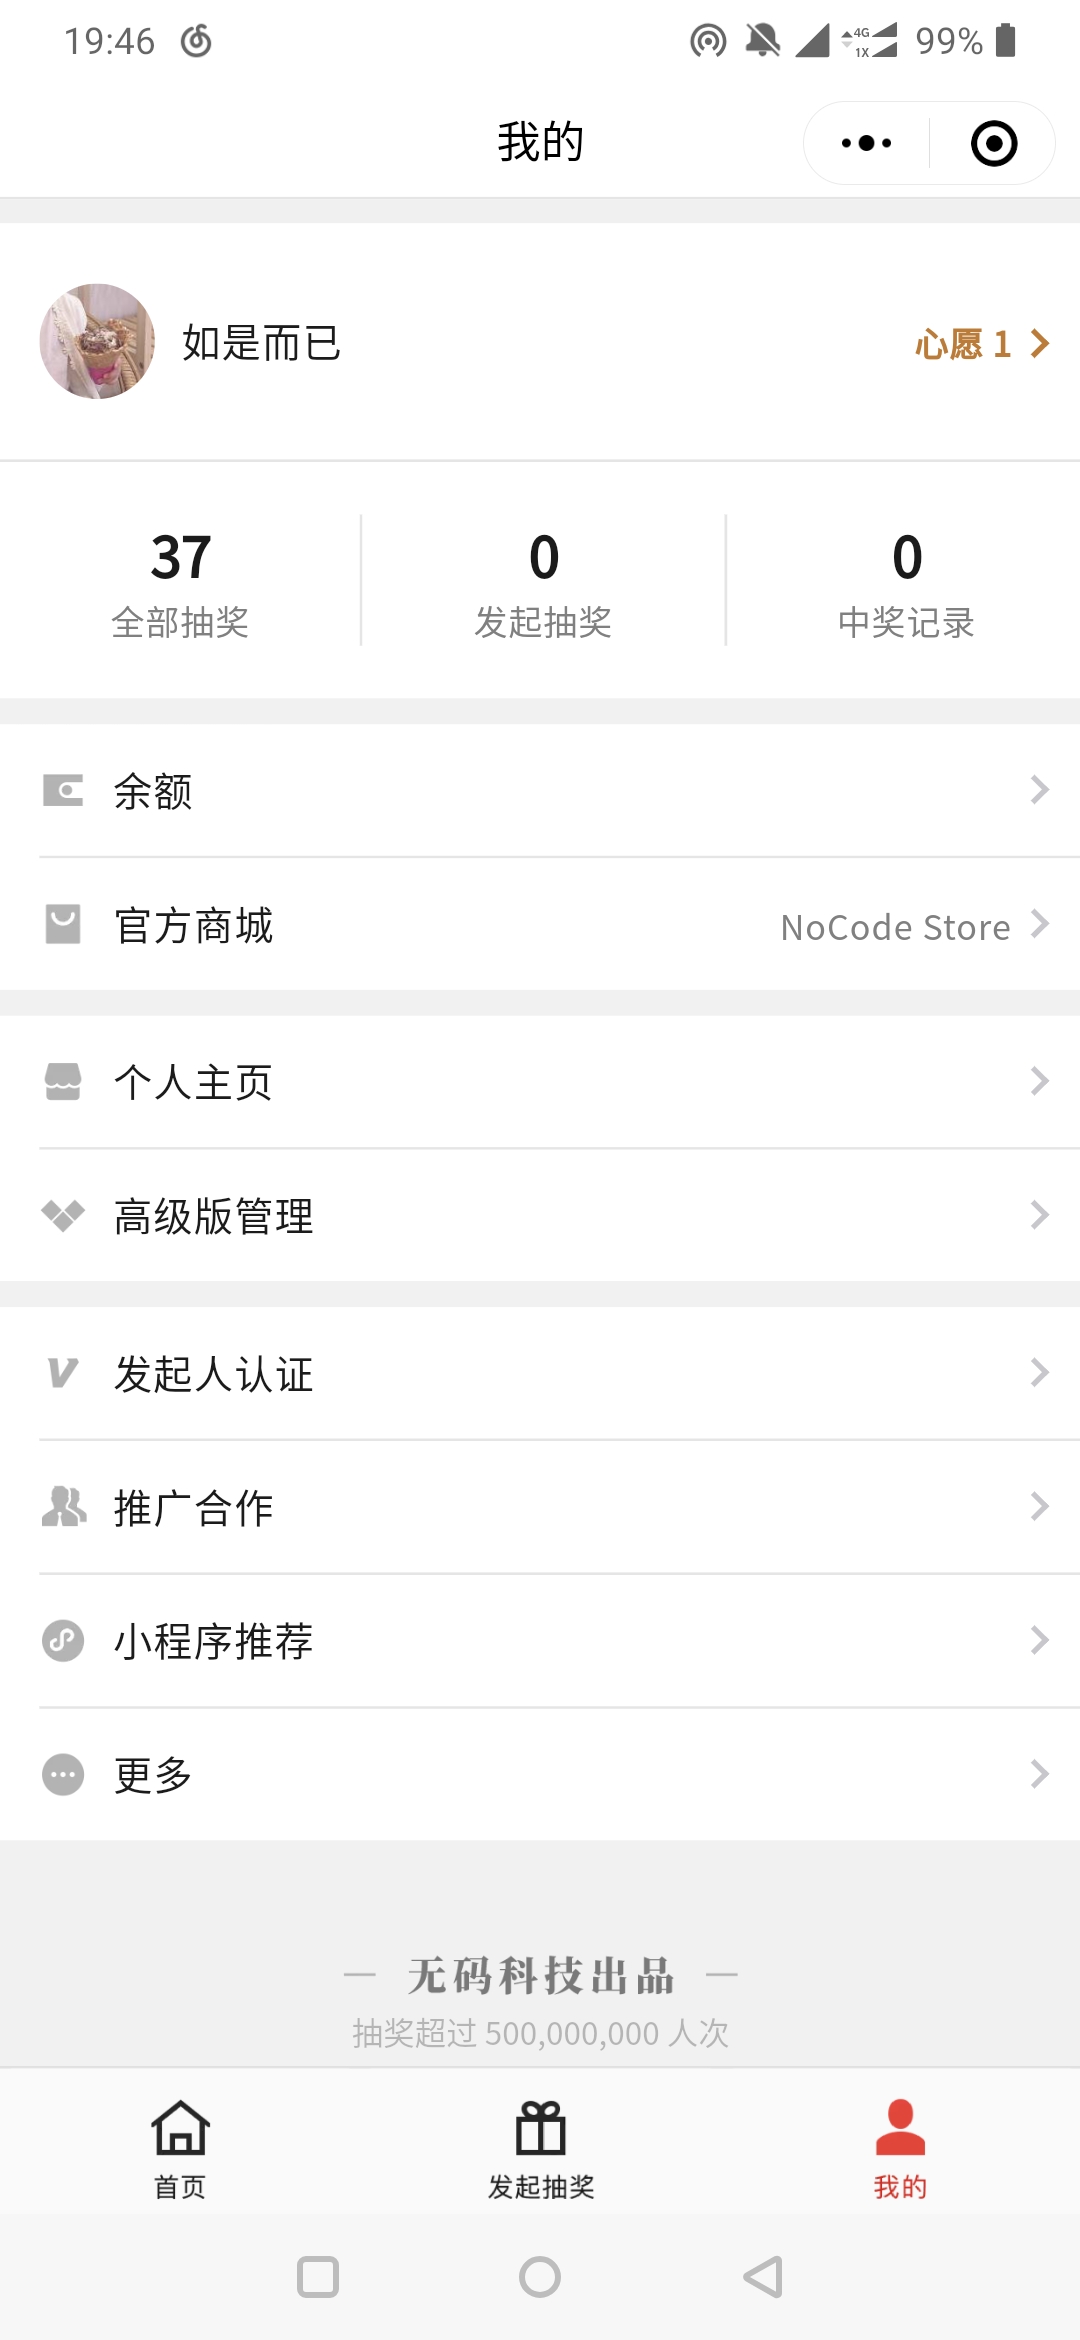 19:46
4G
1X
99%
我的
如是而已
心愿 1
37
全部抽奖
0
发起抽奖
0
中奖记录
余额
官方商城
NoCode Store
个人主页
高级版管理
发起人认证
推广合作
小程序推荐
更多
无码科技出品
抽奖超过 500,000,000 人次
首页
发起抽奖
我的